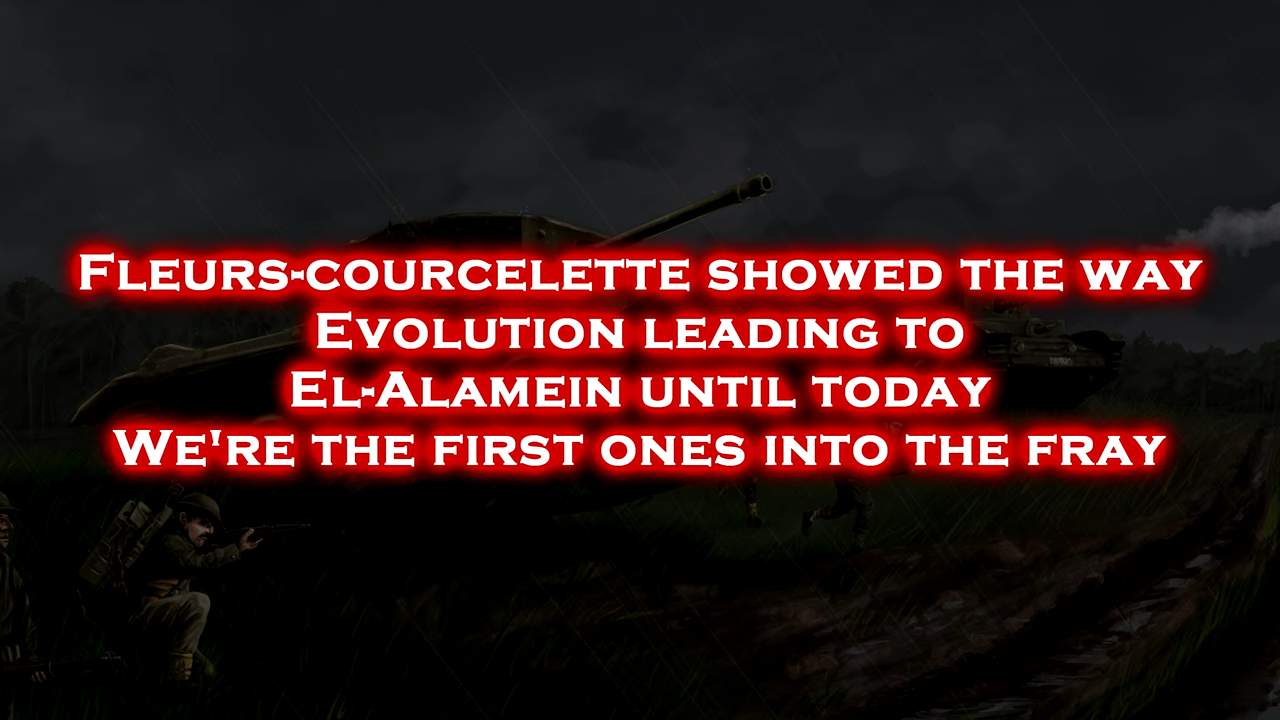 Fleurs-courcelette showed the way
Evolution leading to
El-Alamein until today
We're the first ones into the fray